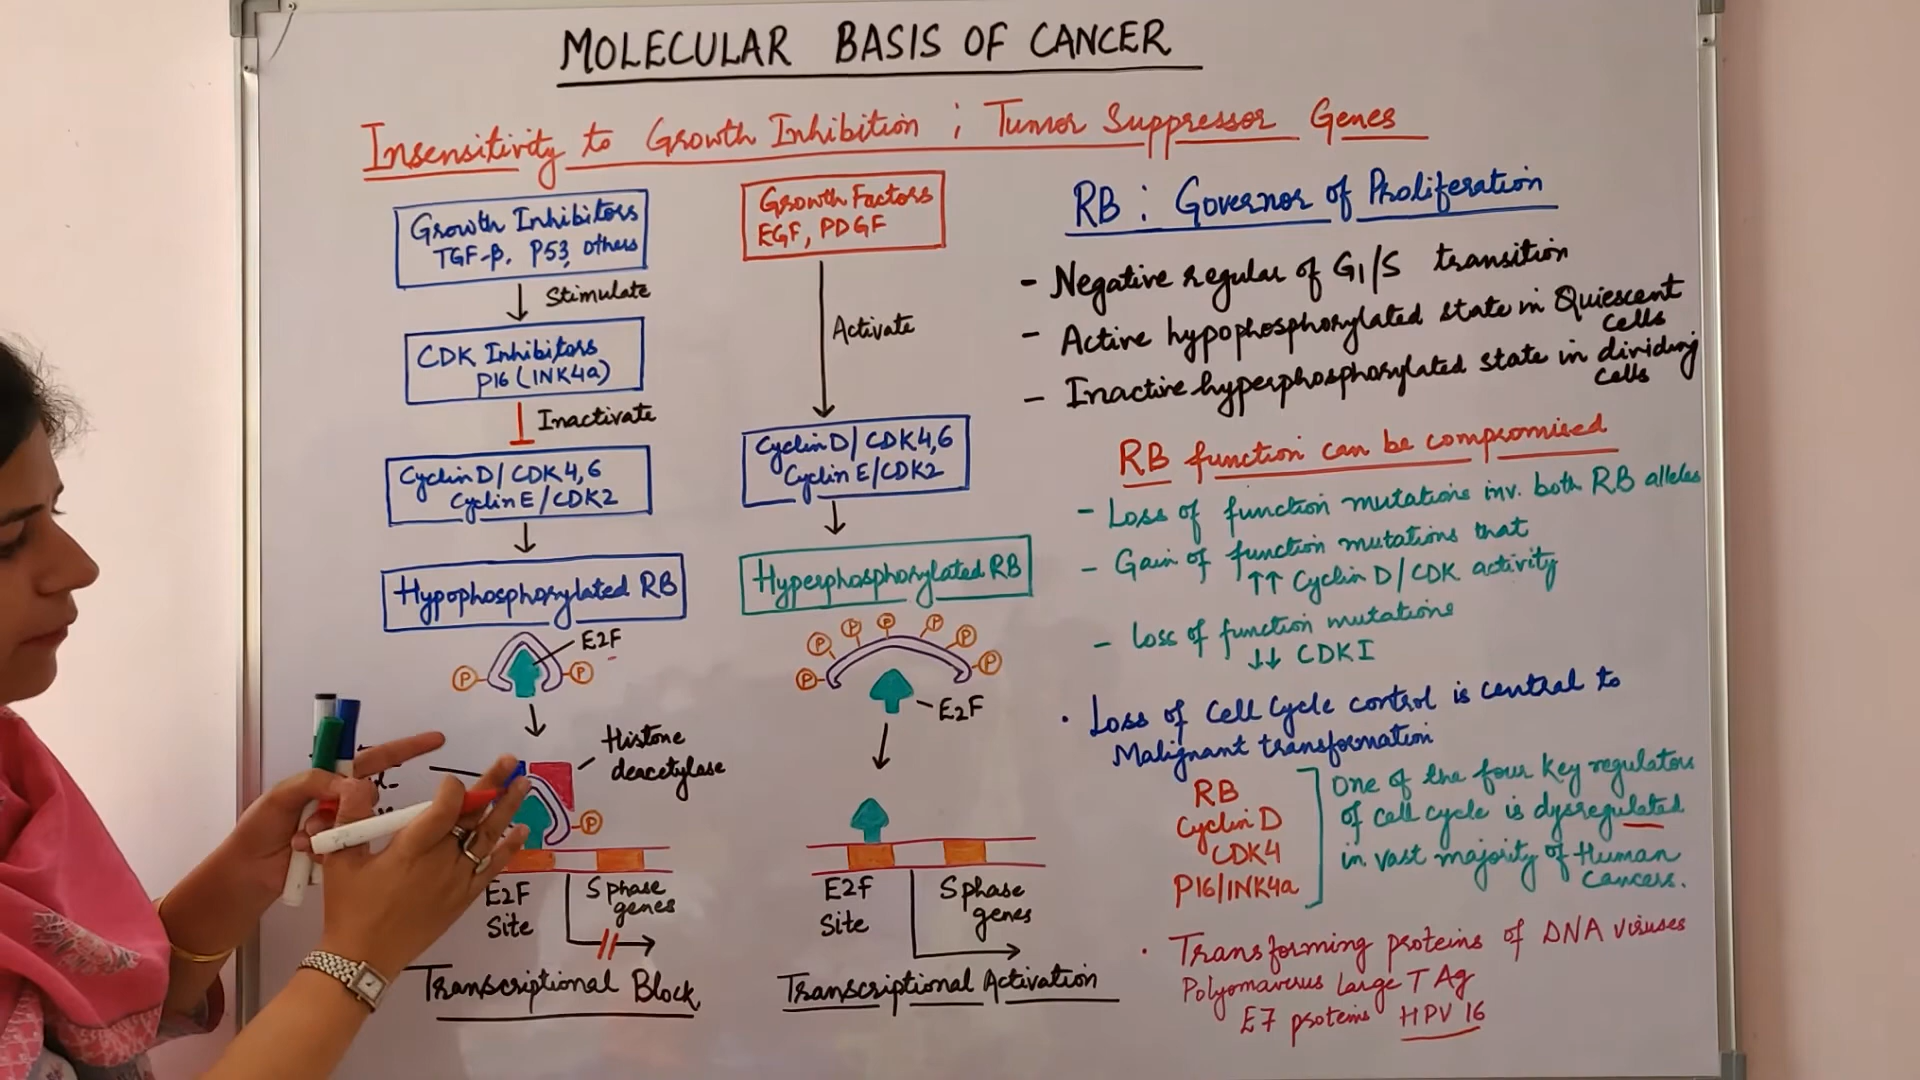 MOLECULAR BASIS OF CANCER
Insensitivity to Growth Inhibition ; Tumor Suppressor Genes
Growth Inhibitors
TGF-β, P53, others
Stimulate
CDK Inhibitors
P16 (INK4a)
Inactivate
Cyclin D/CDK4,6
Cyclin E/CDK2
Hypophosphorylated RB
E2F
P
P
Histone
deacetylase
P
E2F
Site
S phase
genes
Transcriptional Block
Growth Factors
EGF, PDGF
Activate
Cyclin D/CDK4,6
Cyclin E/CDK2
Hyperphosphorylated RB
P P P P P P P
E2F
E2F
Site
S phase
genes
Transcriptional Activation
RB : Governor of Proliferation
- Negative regular of G1/S transition
- Active hypophosphorylated state in Quiescent
cells
- Inactive hyperphosphorylated state in dividing
cells
RB function can be compromised
- Loss of function mutations inv. both RB alleles
- Gain of function mutations that
↑↑ Cyclin D/CDK activity
- Loss of function mutations
↓↓ CDKI
· Loss of Cell Cycle control is central to
Malignant transformation
RB
Cyclin D
CDK4
P16/INK4a
One of the four key regulators
of cell cycle is dysregulated
in vast majority of Human
Cancers.
· Transforming proteins of DNA viruses
Polyomavirus Large T Ag
E7 proteins HPV 16